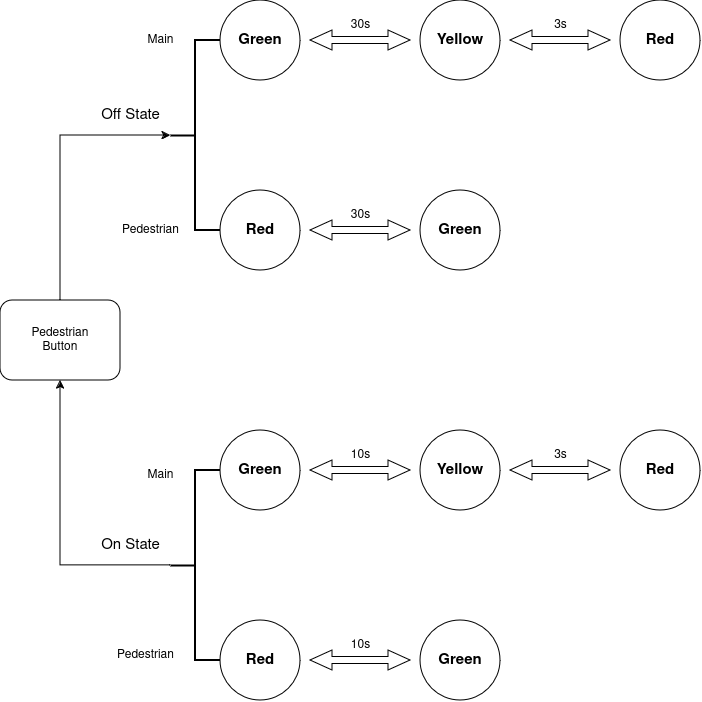 Main
Green
30s
Yellow
3s
Red
Off State
Pedestrian
Red
30s
Green
Pedestrian
Button
Main
Green
10s
Yellow
3s
Red
On State
Pedestrian
Red
10s
Green